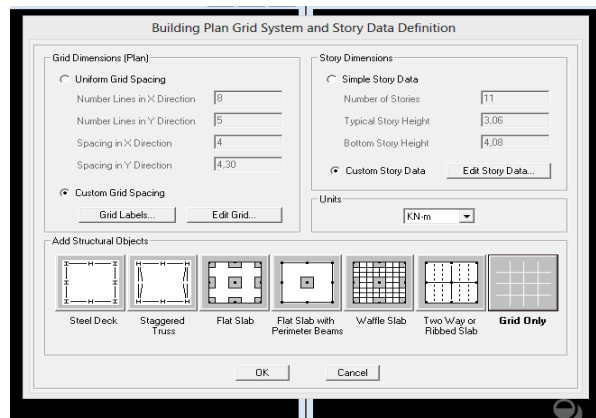 Building Plan Grid System and Story Data Definition
Grid Dimensions (Plan)
Uniform Grid Spacing
Number Lines in X Direction 8
Number Lines in Y Direction 5
Spacing in X Direction 4
Spacing in Y Direction 4,30
Custom Grid Spacing
Grid Labels... Edit Grid...
Story Dimensions
Simple Story Data
Number of Stories 11
Typical Story Height 3,06
Bottom Story Height 4,08
Custom Story Data Edit Story Data...
Units
KN-m
Add Structural Objects
Steel Deck
Staggered Truss
Flat Slab
Flat Slab with Perimeter Beams
Waffle Slab
Two Way or Ribbed Slab
Grid Only
OK Cancel